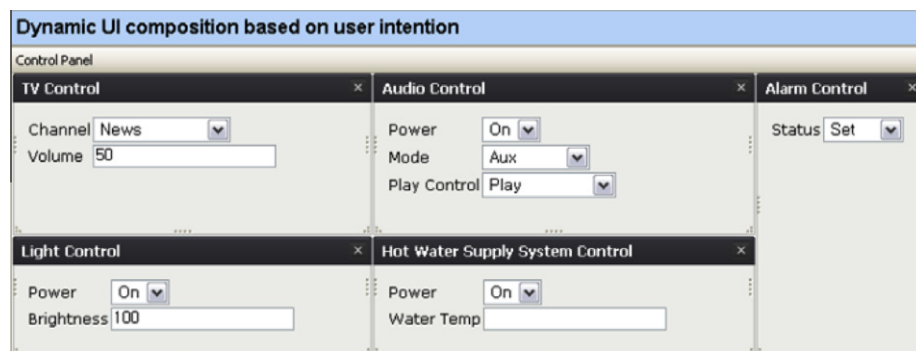 Dynamic UI composition based on user intention
Control Panel
TV Control
Channel News
Volume 50
Audio Control
Power On
Mode Aux
Play Control Play
Alarm Control
Status Set
Light Control
Power On
Brightness 100
Hot Water Supply System Control
Power On
Water Temp